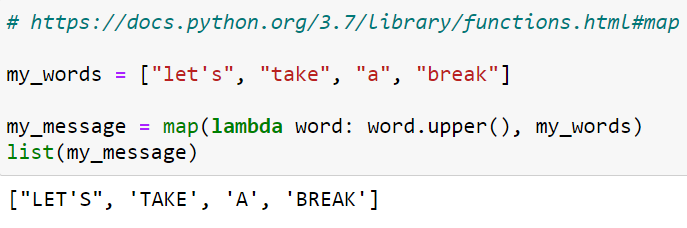 # https://docs.python.org/3.7/library/functions.html#map
my_words = ["let's", "take", "a", "break"]
my_message = map(lambda word: word.upper(), my_words)
list(my_message)
["LET'S", 'TAKE', 'A', 'BREAK']